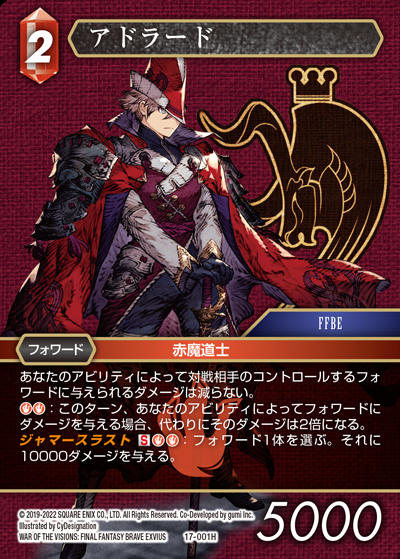 2
アドラード
FFBE
フォワード
赤魔道士
あなたのアビリティによって対戦相手のコントロールするフォ
ワードに与えられるダメージは減らない。
:このターン、あなたのアビリティによってフォワードに
ダメージを与える場合、代わりにそのダメージは2倍になる。
ジャマースラスト S:フォワード1体を選ぶ。それに
10000ダメージを与える。
© 2019-2022 SQUARE ENIX CO., LTD. All Rights Reserved. Co-Developed by gumi Inc.
Illustrated by CyDesignation
WAR OF THE VISIONS: FINAL FANTASY BRAVE EXVIUS
17-001H
5000